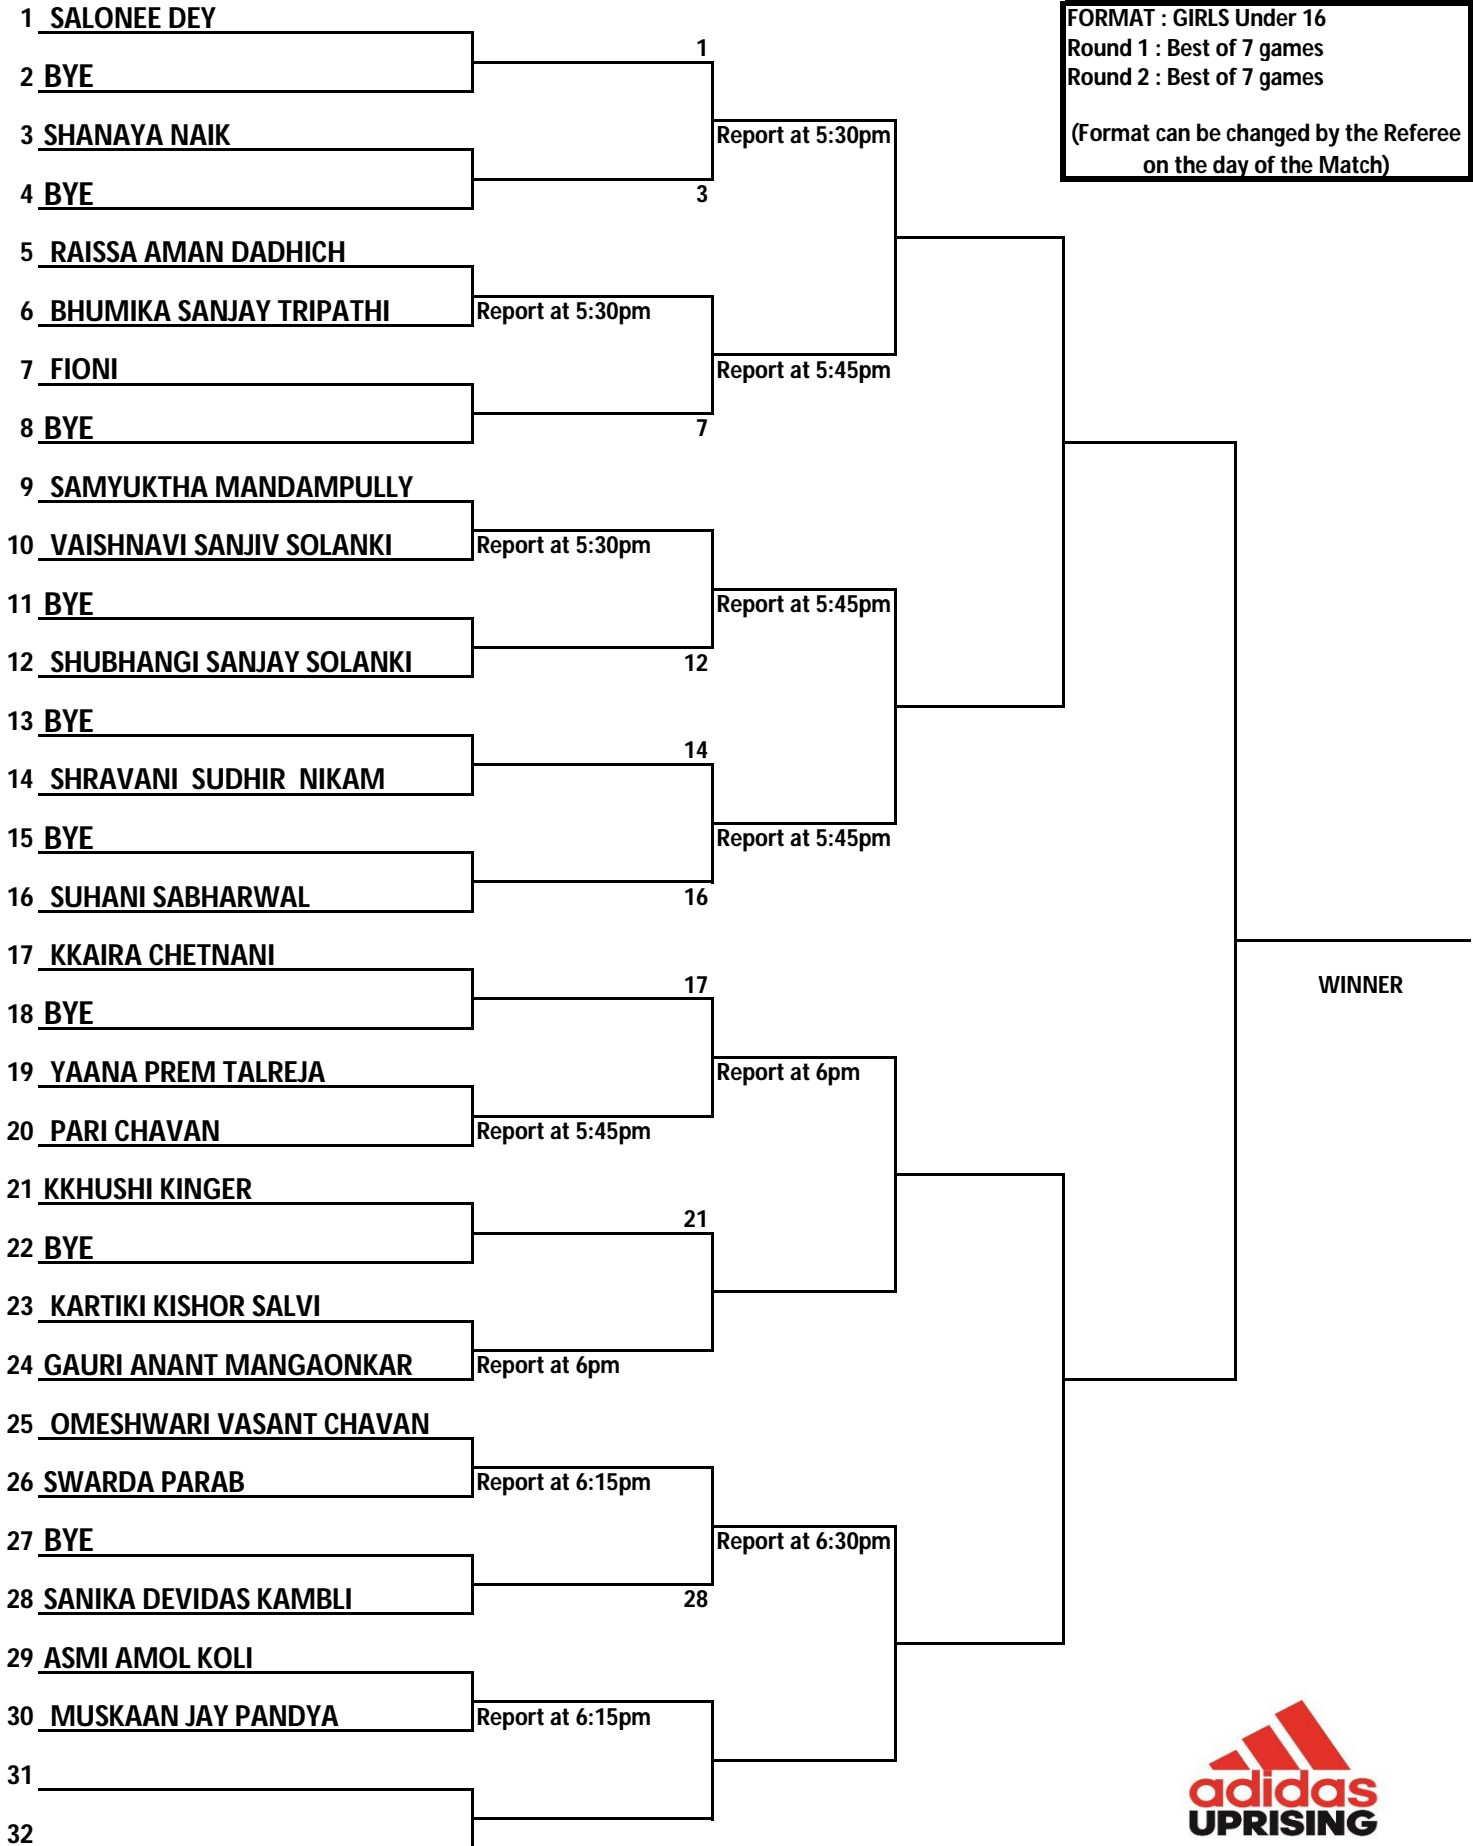 1 SALONEE DEY
FORMAT : GIRLS Under 16
1
Round 1 : Best of 7 games
2 BYE
Round 2 : Best of 7 games
3 SHANAYA NAIK
Report at 5:30pm
(Format can be changed by the Referee
on the day of the Match)
4 BYE
3
5 RAISSA AMAN DADHICH
6 BHUMIKA SANJAY TRIPATHI
Report at 5:30pm
7 FIONI
Report at 5:45pm
8 BYE
7
9 SAMYUKTHA MANDAMPULLY
10 VAISHNAVI SANJIV SOLANKI
Report at 5:30pm
11 BYE
Report at 5:45pm
12 SHUBHANGI SANJAY SOLANKI
12
13 BYE
14
14 SHRAVANI SUDHIR NIKAM
15 BYE
Report at 5:45pm
16 SUHANI SABHARWAL
16
17 KKAIRA CHETNANI
17
WINNER
18 BYE
19 YAANA PREM TALREJA
Report at 6pm
20 PARI CHAVAN
Report at 5:45pm
21 KKHUSHI KINGER
21
22 BYE
23 KARTIKI KISHOR SALVI
24 GAURI ANANT MANGAONKAR
Report at 6pm
25 OMESHWARI VASANT CHAVAN
26 SWARDA PARAB
Report at 6:15pm
27 BYE
Report at 6:30pm
28 SANIKA DEVIDAS KAMBLI
28
29 ASMI AMOL KOLI
30 MUSKAAN JAY PANDYA
Report at 6:15pm
31
32
adidas
UPRISING